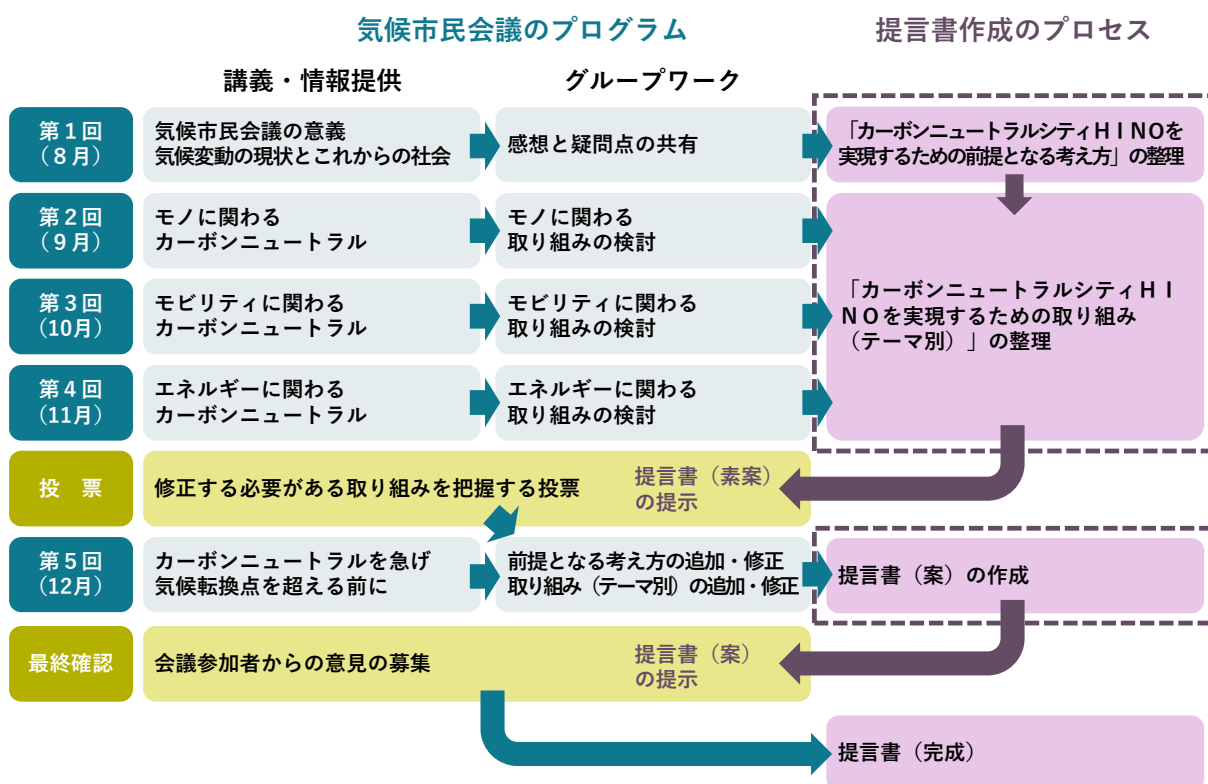 気候市民会議のプログラム
提言書作成のプロセス
講義・情報提供
グループワーク
第1回
（8月）
気候市民会議の意義
気候変動の現状とこれからの社会
感想と疑問点の共有
「カーボンニュートラルシティＨＩＮＯを
実現するための前提となる考え方」の整理
第2回
（9月）
モノに関わる
カーボンニュートラル
モノに関わる
取り組みの検討
第3回
（10月）
モビリティに関わる
カーボンニュートラル
モビリティに関わる
取り組みの検討
「カーボンニュートラルシティＨＩ
ＮＯを実現するための取り組み
（テーマ別）」の整理
第4回
（11月）
エネルギーに関わる
カーボンニュートラル
エネルギーに関わる
取り組みの検討
投　票
修正する必要がある取り組みを把握する投票
提言書（素案）
の提示
第5回
（12月）
カーボンニュートラルを急げ
気候転換点を超える前に
前提となる考え方の追加・修正
取り組み（テーマ別）の追加・修正
提言書（案）の作成
最終確認
会議参加者からの意見の募集
提言書（案）
の提示
提言書（完成）